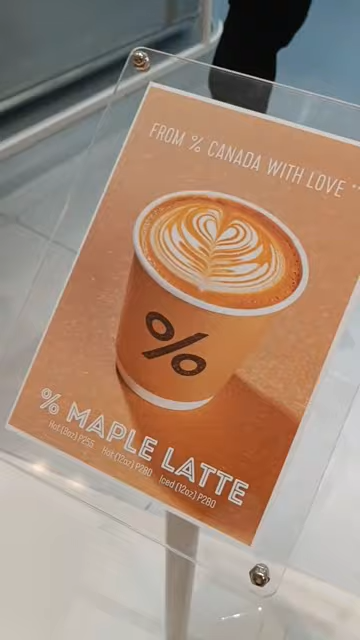 FROM % CANADA WITH LOVE
%
% MAPLE LATTE
Hot (8oz) P255 Hot (12oz) P280 Iced (12oz) P280